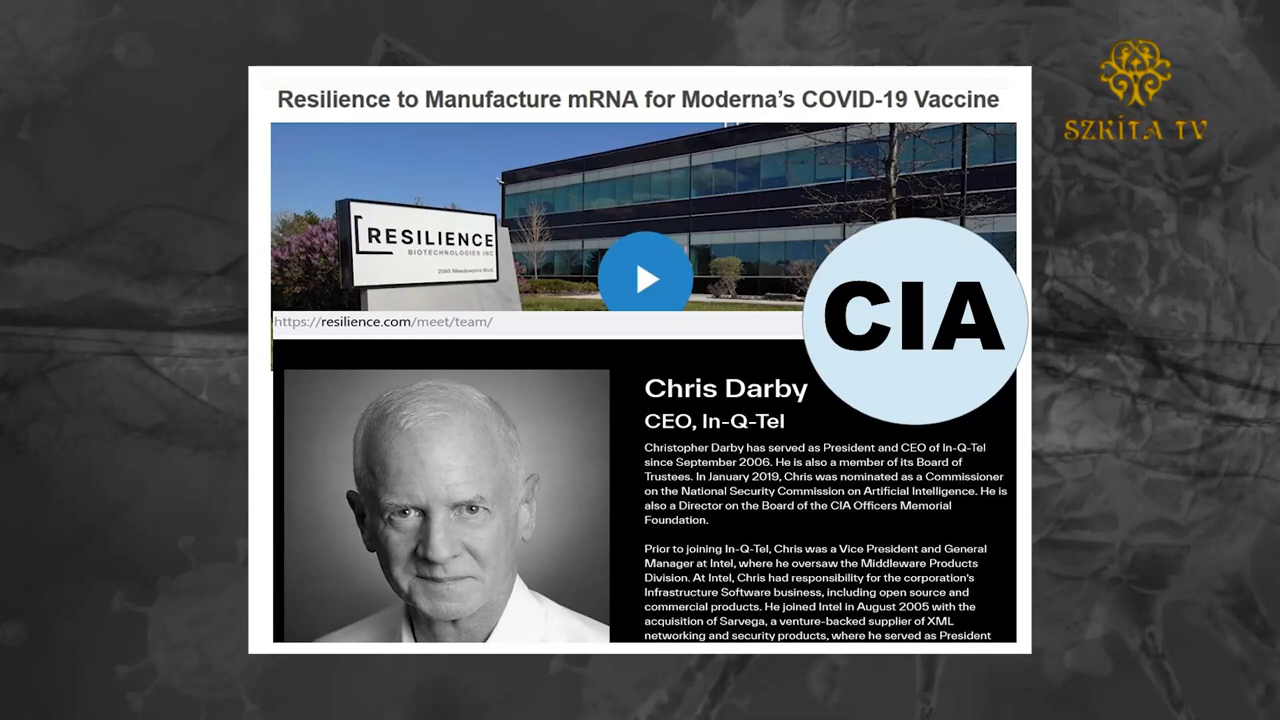 Resilience to Manufacture mRNA for Moderna's COVID-19 Vaccine
SZKÍTA TV
RESILIENCE
BIOTECHNOLOGIES INC
2585 Meadowpine Blvd.
CIA
https://resilience.com/meet/team/
Chris Darby
CEO, In-Q-Tel
Christopher Darby has served as President and CEO of In-Q-Tel
since September 2006. He is also a member of its Board of
Trustees. In January 2019, Chris was nominated as a Commissioner
on the National Security Commission on Artificial Intelligence. He is
also a Director on the Board of the CIA Officers Memorial
Foundation.
Prior to joining In-Q-Tel, Chris was a Vice President and General
Manager at Intel, where he oversaw the Middleware Products
Division. At Intel, Chris had responsibility for the corporation's
Infrastructure Software business, including open source and
commercial products. He joined Intel in August 2005 with the
acquisition of Sarvega, a venture-backed supplier of XML
networking and security products, where he served as President